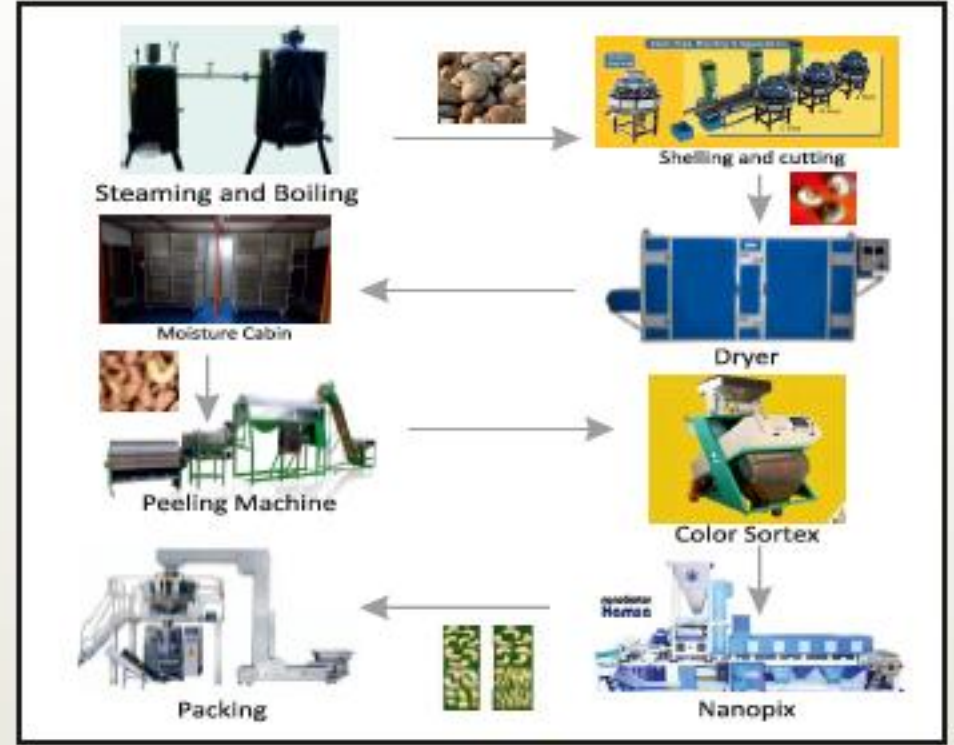 Steaming and Boiling
Shelling and cutting
Moisture Cabin
Dryer
Peeling Machine
Color Sortex
Packing
Nanopix